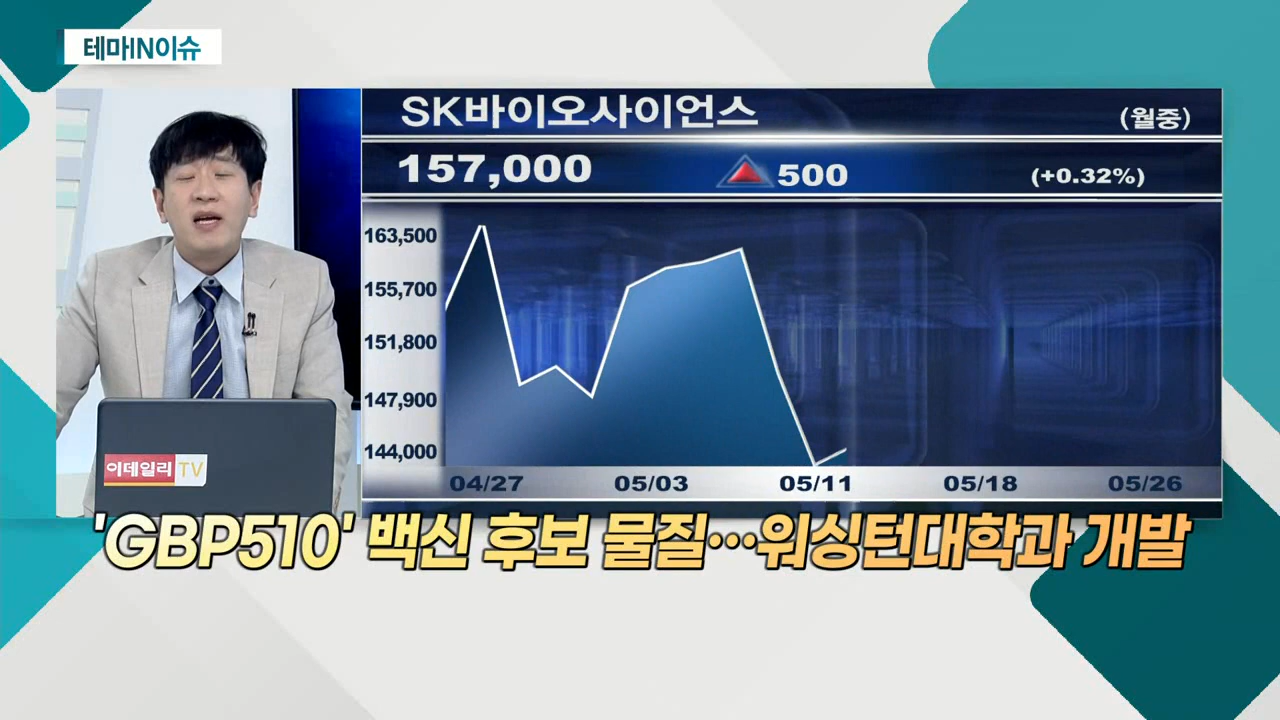 테마IN이슈
SK바이오사이언스 (월중)
157,000 500 (+0.32%)
163,500
155,700
151,800
147,900
144,000
04/27 05/03 05/11 05/18 05/26
이데일리TV
'GBP510' 백신 후보 물질…워싱턴대학과 개발